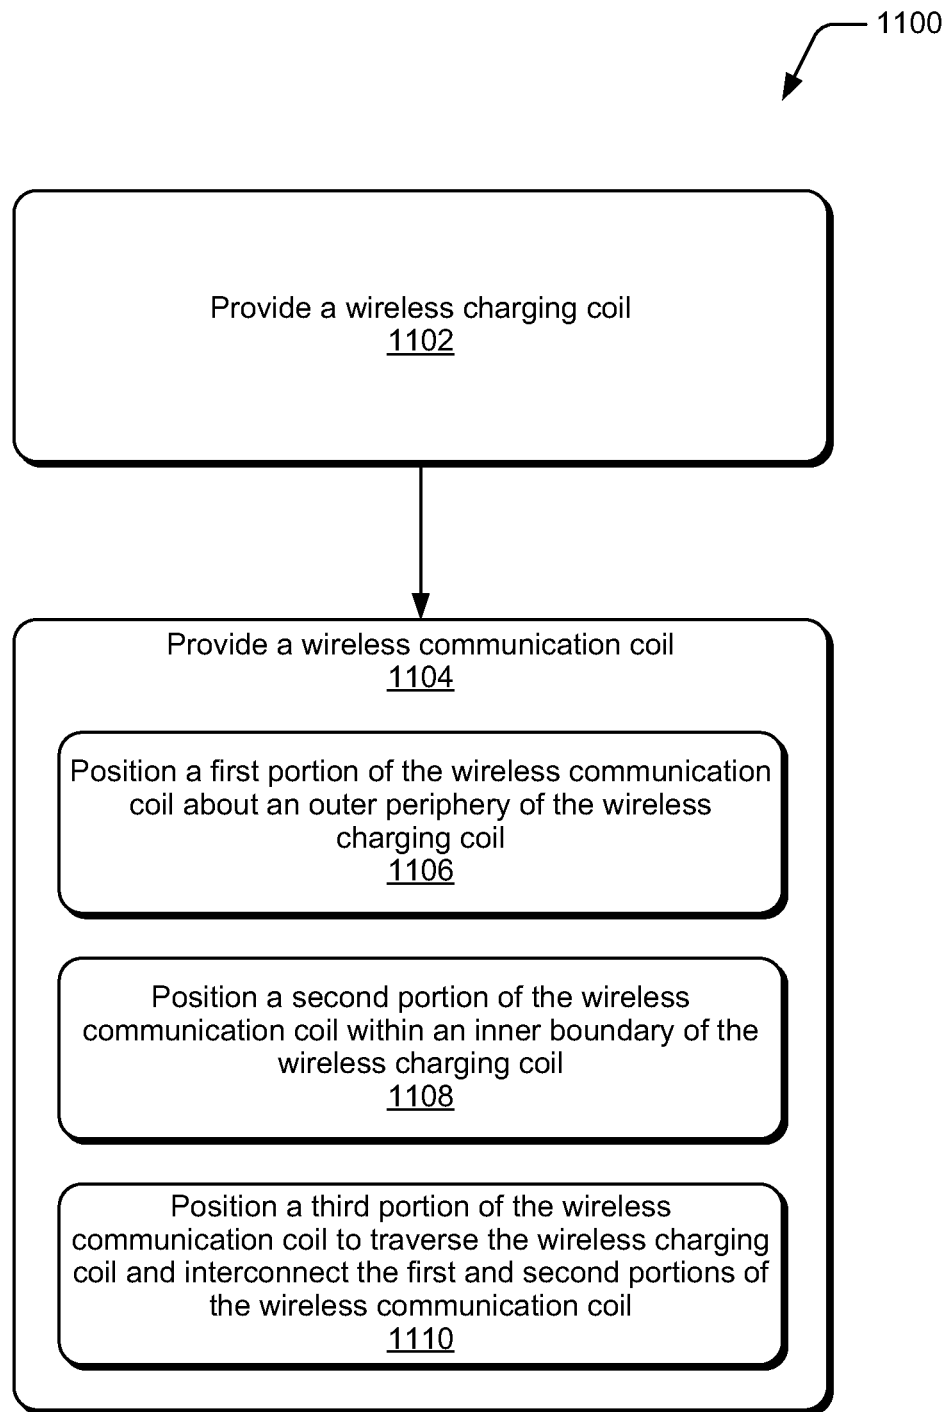 1100
Provide a wireless charging coil
1102
Provide a wireless communication coil
1104
Position a first portion of the wireless communication
coil about an outer periphery of the wireless
charging coil
1106
Position a second portion of the wireless
communication coil within an inner boundary of the
wireless charging coil
1108
Position a third portion of the wireless
communication coil to traverse the wireless charging
coil and interconnect the first and second portions of
the wireless communication coil
1110